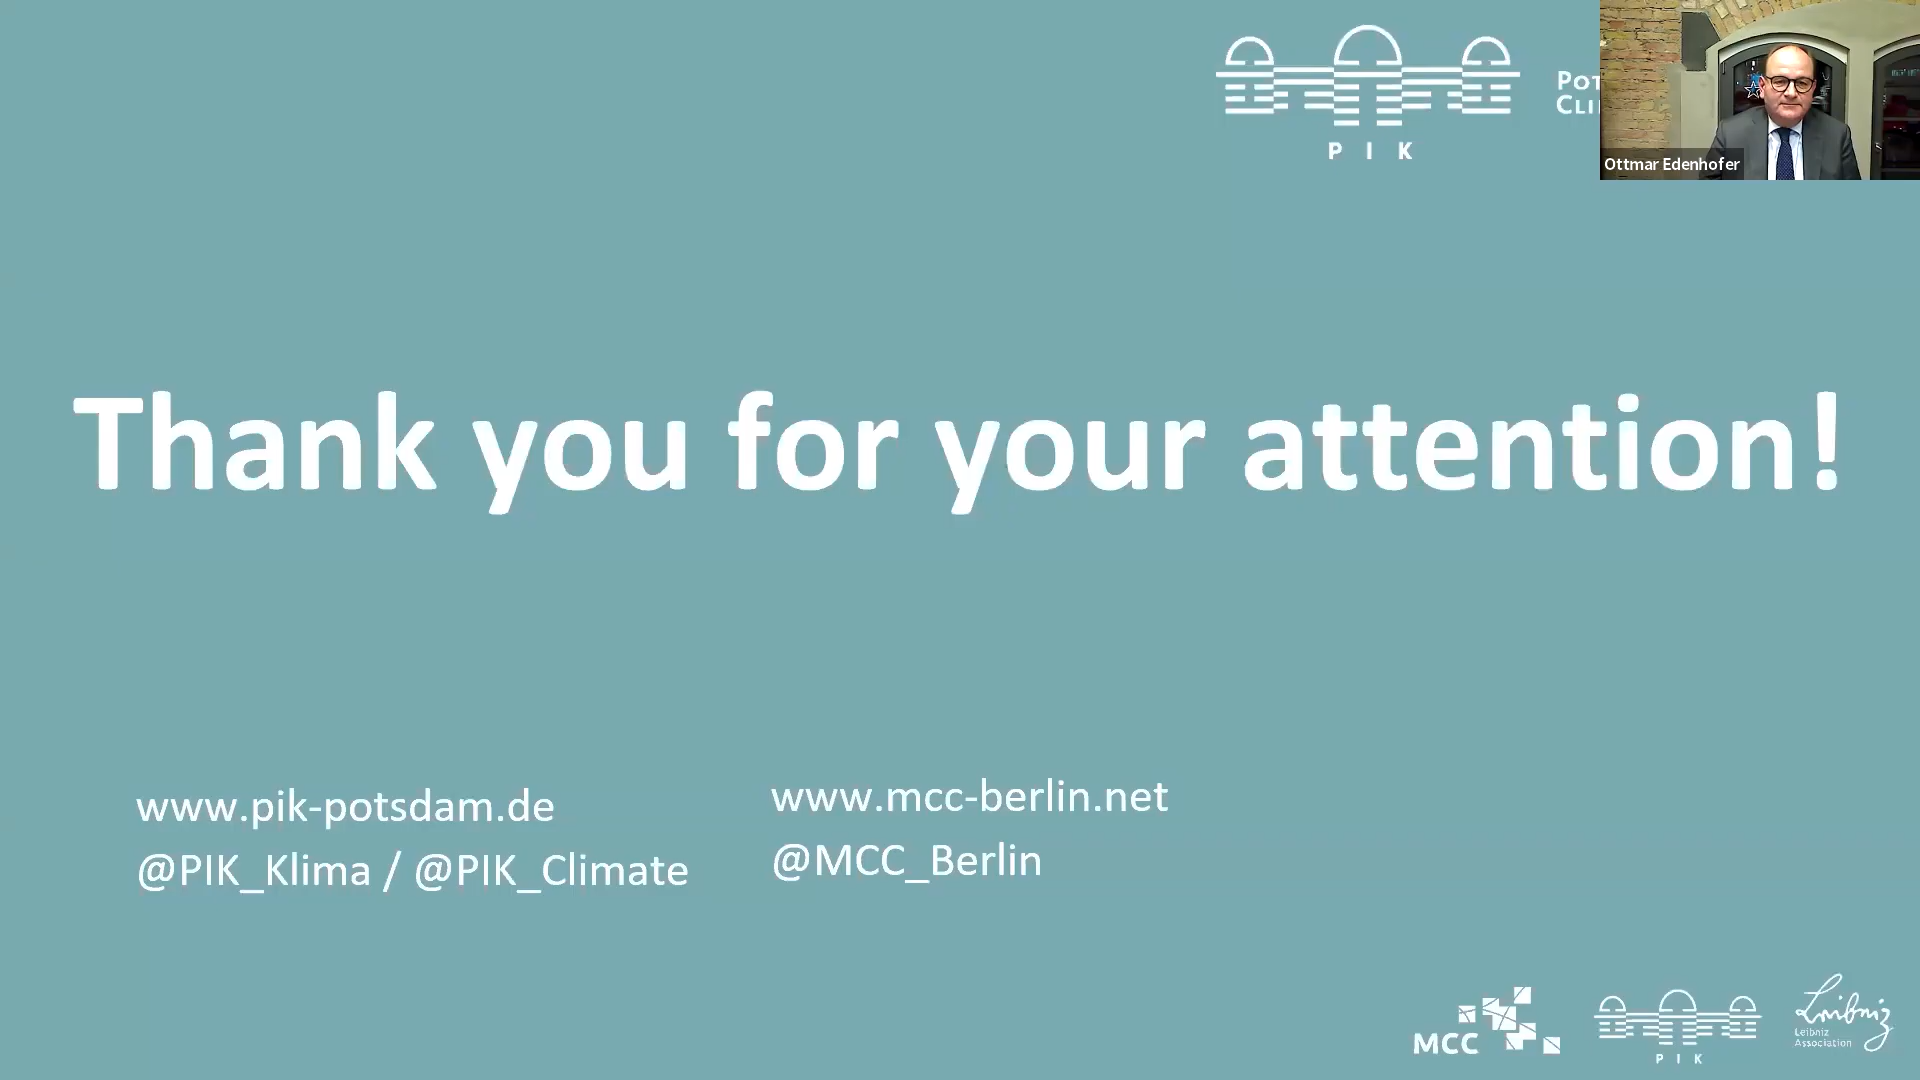 PIK
Ottmar Edenhofer
Thank you for your attention!
www.pik-potsdam.de
@PIK_Klima / @PIK_Climate
www.mcc-berlin.net
@MCC_Berlin
MCC
PIK
Leibniz
Leibniz
Association